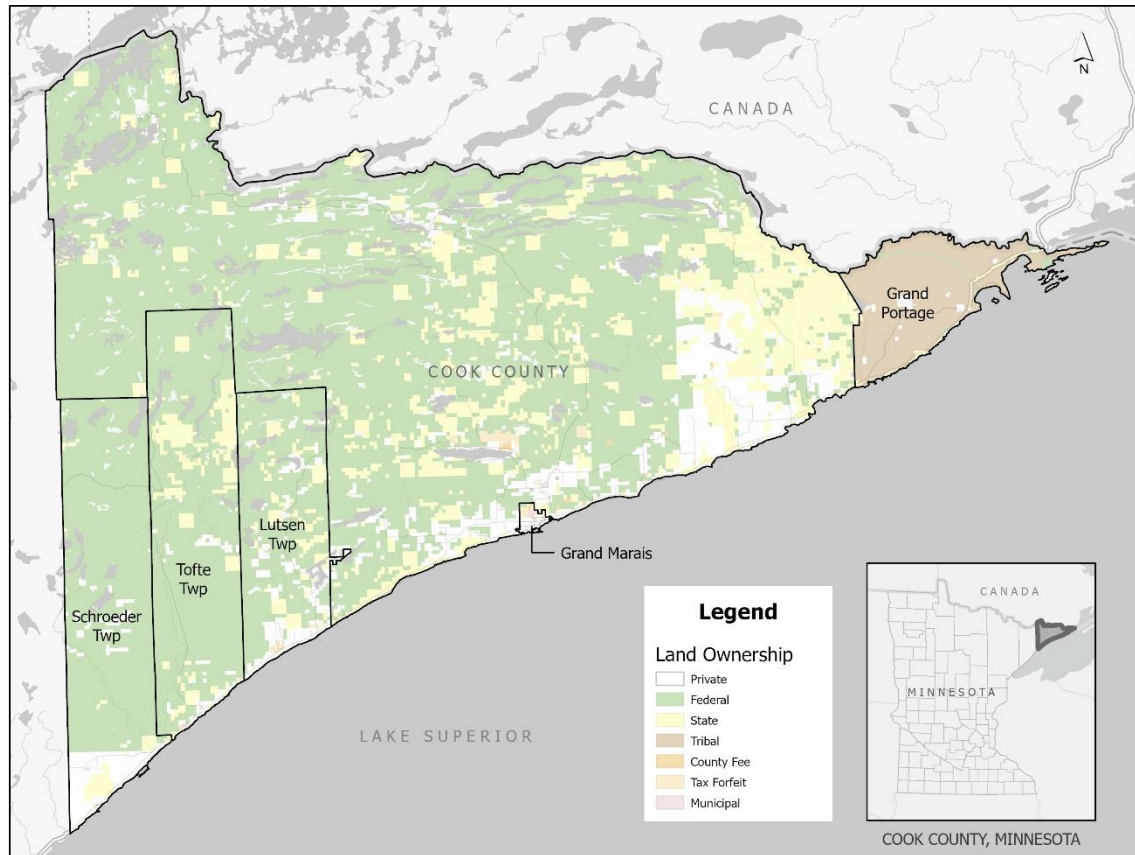 N
CANADA
Grand
Portage
COOK COUNTY
Lutsen
Twp
Grand Marais
Tofte
Twp
Schroeder
Twp
LAKE SUPERIOR
Legend
Land Ownership
Private
Federal
State
Tribal
County Fee
Tax Forfeit
Municipal
CANADA
MINNESOTA
COOK COUNTY, MINNESOTA